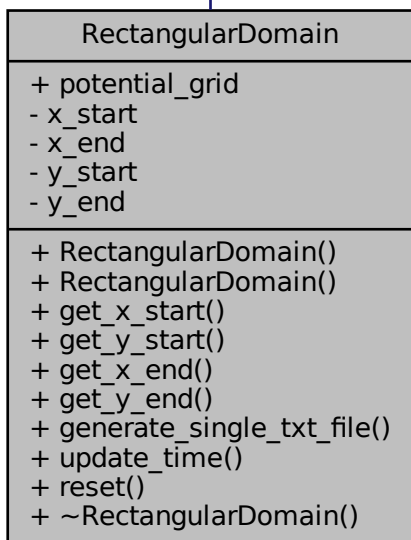 RectangularDomain
+ potential_grid
- x_start
- x_end
- y_start
- y_end
+ RectangularDomain()
+ RectangularDomain()
+ get_x_start()
+ get_y_start()
+ get_x_end()
+ get_y_end()
+ generate_single_txt_file()
+ update_time()
+ reset()
+ ~RectangularDomain()